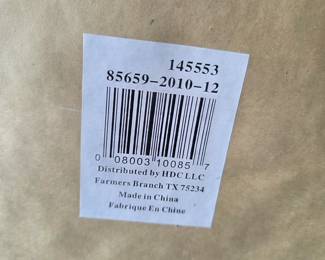 145553
85659-2010-12
0 08003 10085 7
Distributed by HDC LLC
Farmers Branch TX 75234
Made in China
Fabrique En Chine